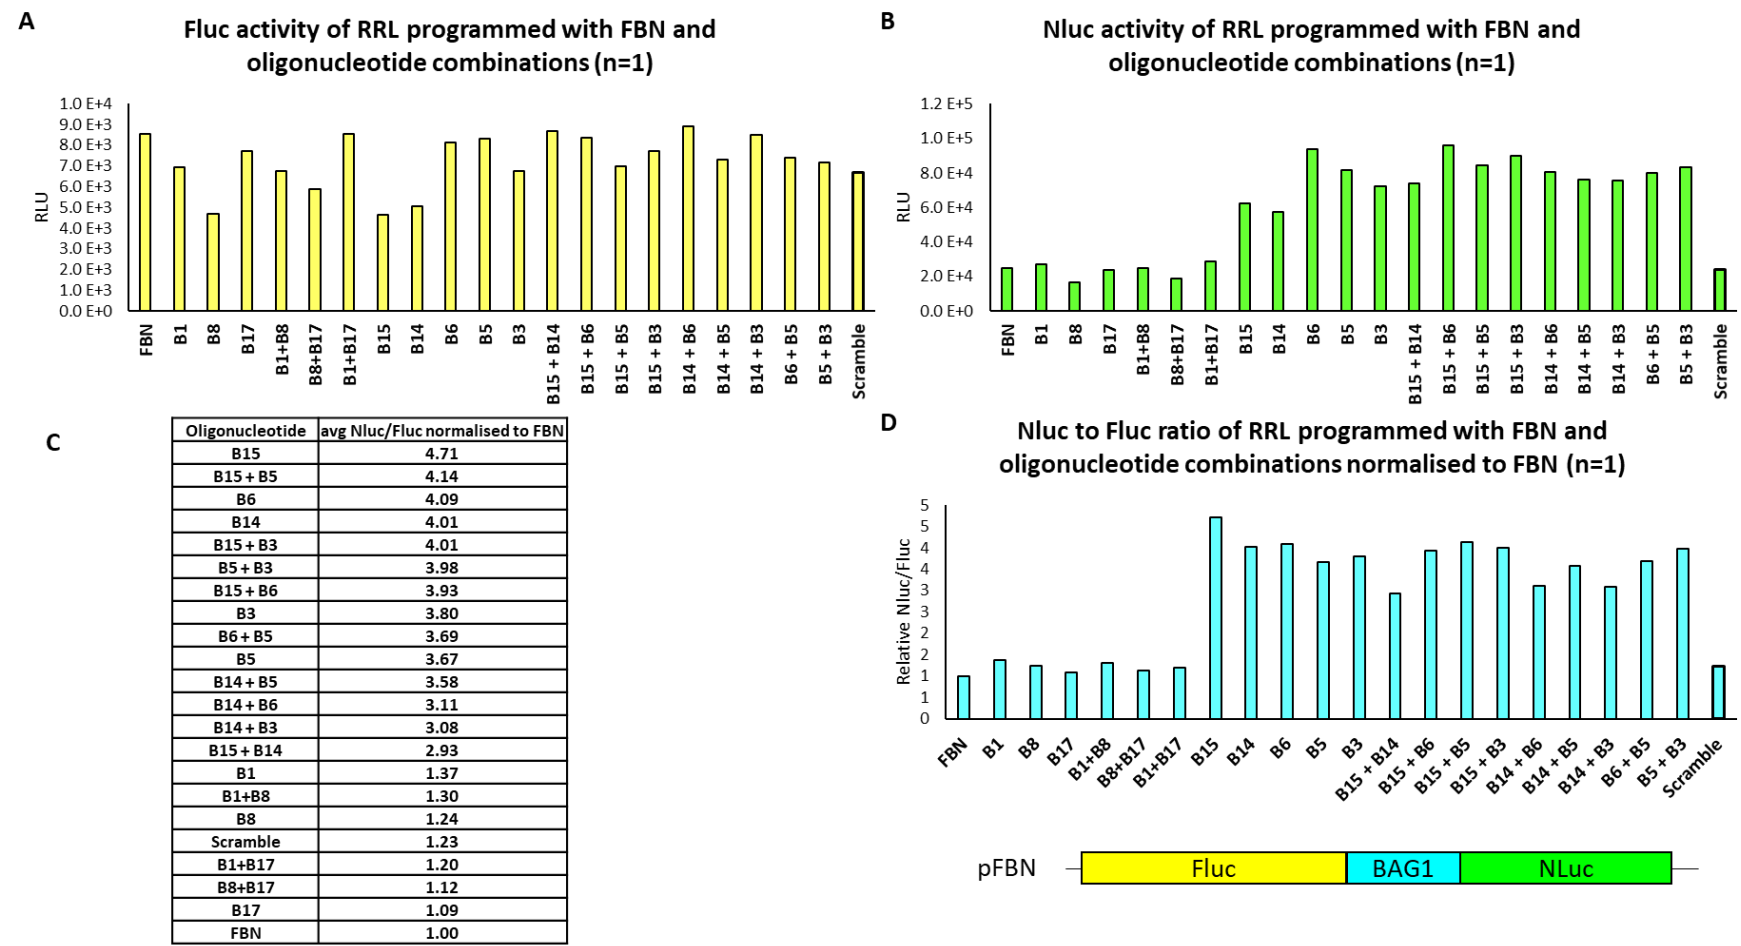 A
Fluc activity of RRL programmed with FBN and
oligonucleotide combinations (n=1)
1.0 E+4
9.0 E+3
8.0 E+3
7.0 E+3
6.0 E+3
5.0 E+3
4.0 E+3
3.0 E+3
2.0 E+3
1.0 E+3
0.0 E+0
RLU
FBN
B1
B8
B17
B1+B8
B8+B17
B1+B17
B15
B14
B6
B5
B3
B15 + B14
B15 + B6
B15 + B5
B15 + B3
B14 + B6
B14 + B5
B14 + B3
B6 + B5
B5 + B3
Scramble
B
Nluc activity of RRL programmed with FBN and
oligonucleotide combinations (n=1)
1.2 E+5
1.0 E+5
8.0 E+4
6.0 E+4
4.0 E+4
2.0 E+4
0.0 E+0
RLU
FBN
B1
B8
B17
B1+B8
B8+B17
B1+B17
B15
B14
B6
B5
B3
B15 + B14
B15 + B6
B15 + B5
B15 + B3
B14 + B6
B14 + B5
B14 + B3
B6 + B5
B5 + B3
Scramble
C
Oligonucleotide avg Nluc/Fluc normalised to FBN
B15 4.71
B15 + B5 4.14
B6 4.09
B14 4.01
B15 + B3 4.01
B5 + B3 3.98
B15 + B6 3.93
B3 3.80
B6 + B5 3.69
B5 3.67
B14 + B5 3.58
B14 + B6 3.11
B14 + B3 3.08
B15 + B14 2.93
B1 1.37
B1+B8 1.30
B8 1.24
Scramble 1.23
B1+B17 1.20
B8+B17 1.12
B17 1.09
FBN 1.00
D
Nluc to Fluc ratio of RRL programmed with FBN and
oligonucleotide combinations normalised to FBN (n=1)
5
5
4
4
3
3
2
2
1
1
0
Relative Nluc/Fluc
FBN
B1
B8
B17
B1+B8
B8+B17
B1+B17
B15
B14
B6
B5
B3
B15 + B14
B15 + B6
B15 + B5
B15 + B3
B14 + B6
B14 + B5
B14 + B3
B6 + B5
B5 + B3
Scramble
pFBN Fluc BAG1 NLuc